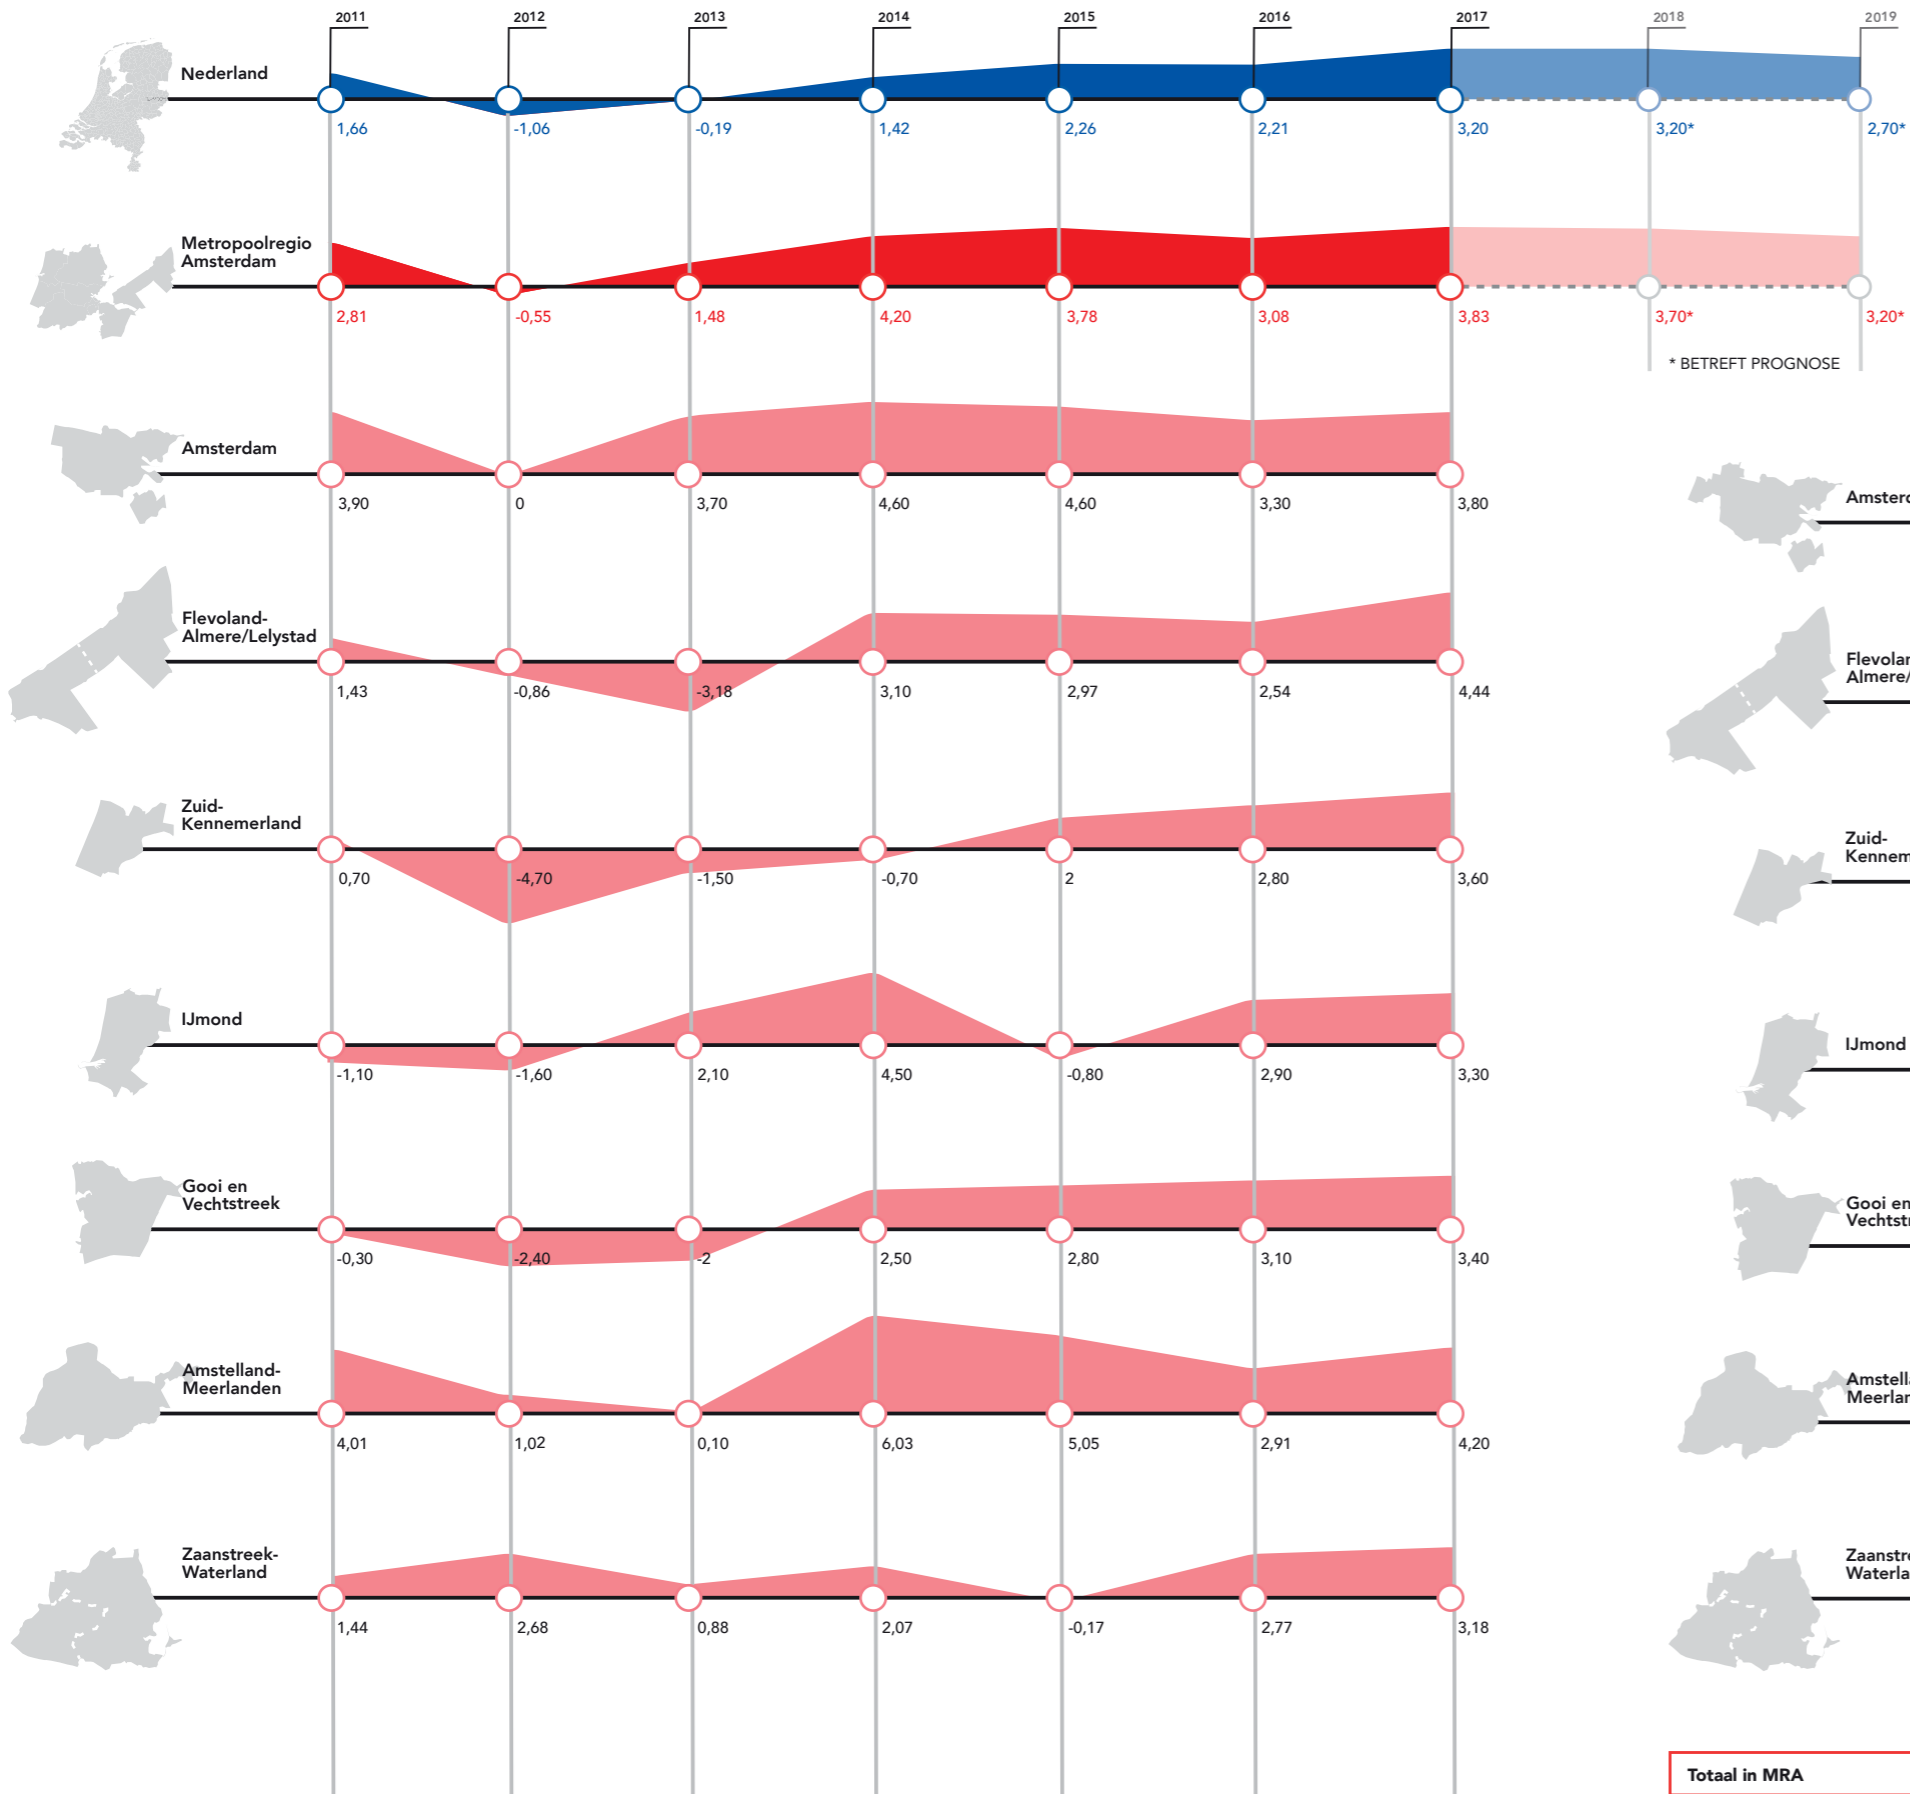 2011 2012 2013 2014 2015 2016 2017 2018 2019
Nederland
1,66 -1,06 -0,19 1,42 2,26 2,21 3,20 3,20* 2,70*
Metropoolregio
Amsterdam
2,81 -0,55 1,48 4,20 3,78 3,08 3,83 3,70* 3,20*
* BETREFT PROGNOSE
Amsterdam
3,90 0 3,70 4,60 4,60 3,30 3,80
Flevoland-
Almere/Lelystad
1,43 -0,86 -3,18 3,10 2,97 2,54 4,44
Zuid-
Kennemerland
0,70 -4,70 -1,50 -0,70 2 2,80 3,60
IJmond
-1,10 -1,60 2,10 4,50 -0,80 2,90 3,30
Gooi en
Vechtstreek
-0,30 -2,40 -2 2,50 2,80 3,10 3,40
Amstelland-
Meerlanden
4,01 1,02 0,10 6,03 5,05 2,91 4,20
Zaanstreek-
Waterland
1,44 2,68 0,88 2,07 -0,17 2,77 3,18
Zuid-
IJmond
Gooi en
Totaal in MRA